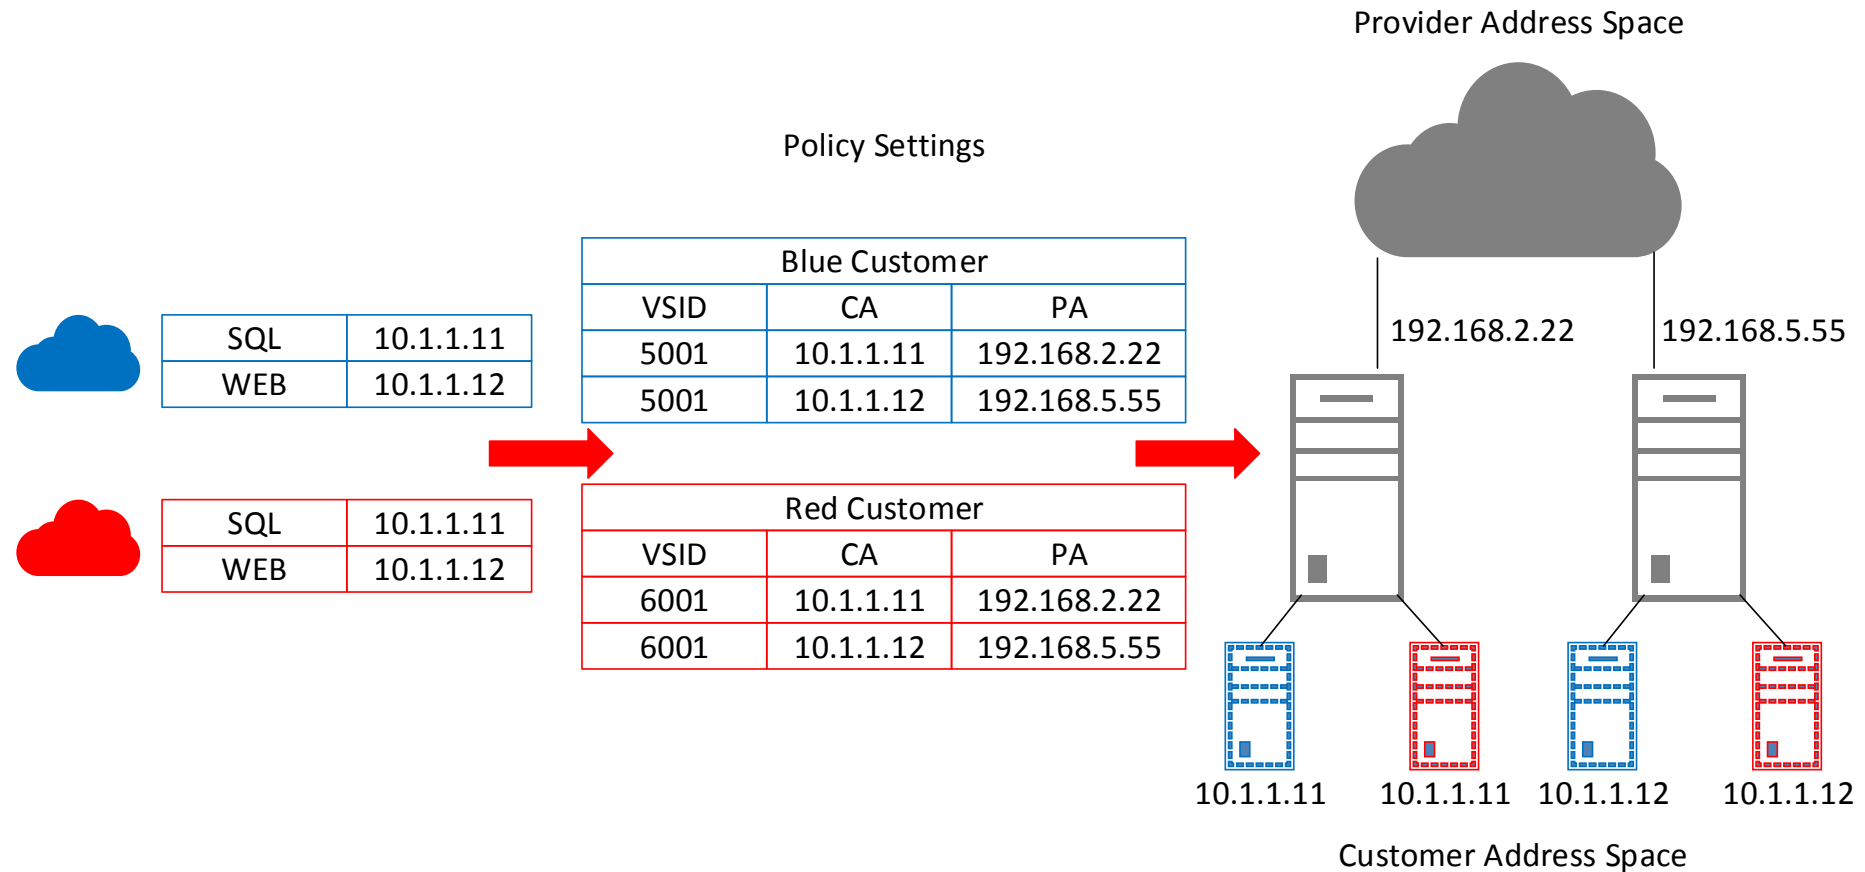 Provider Address Space
Policy Settings
SQL 10.1.1.11
WEB 10.1.1.12
SQL 10.1.1.11
WEB 10.1.1.12
Blue Customer
VSID CA PA
5001 10.1.1.11 192.168.2.22
5001 10.1.1.12 192.168.5.55
Red Customer
VSID CA PA
6001 10.1.1.11 192.168.2.22
6001 10.1.1.12 192.168.5.55
192.168.2.22 192.168.5.55
10.1.1.11 10.1.1.11 10.1.1.12 10.1.1.12
Customer Address Space